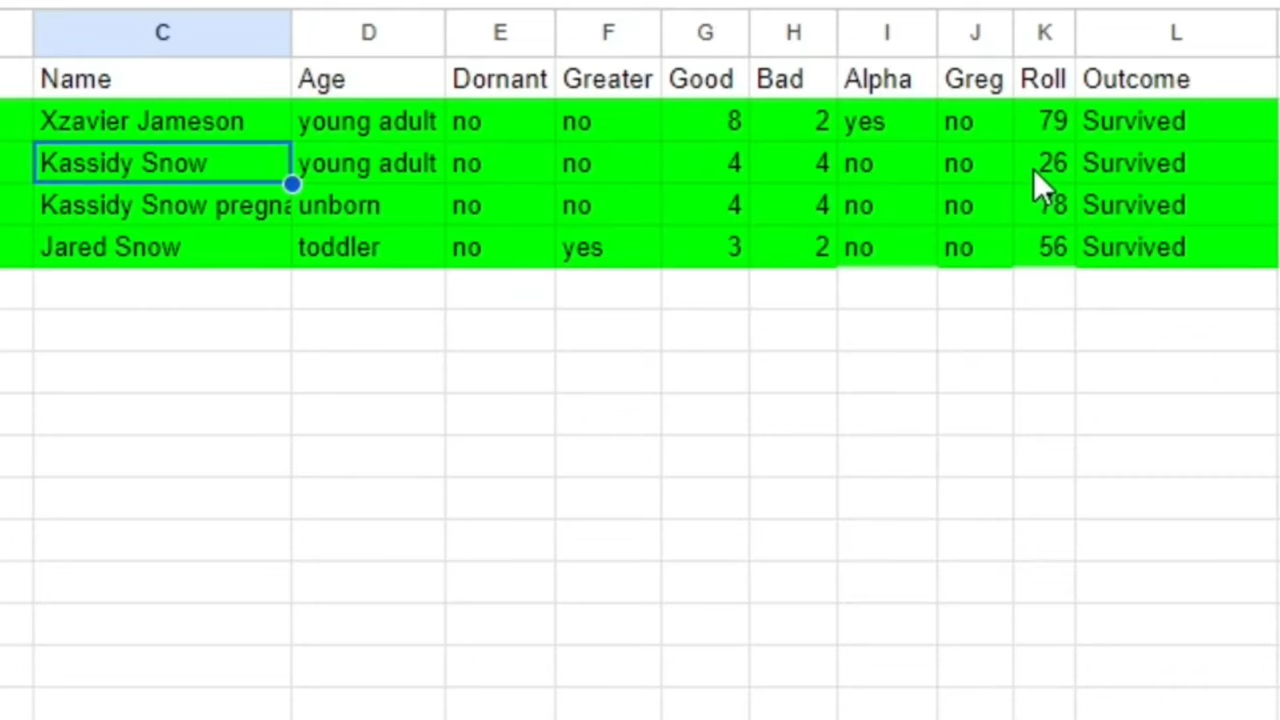 C D E F G H I J K L
Name Age Dornant Greater Good Bad Alpha Greg Roll Outcome
Xzavier Jameson young adult no no 8 2 yes no 79 Survived
Kassidy Snow young adult no no 4 4 no no 26 Survived
Kassidy Snow pregna unborn no no 4 4 no no 78 Survived
Jared Snow toddler no yes 3 2 no no 56 Survived